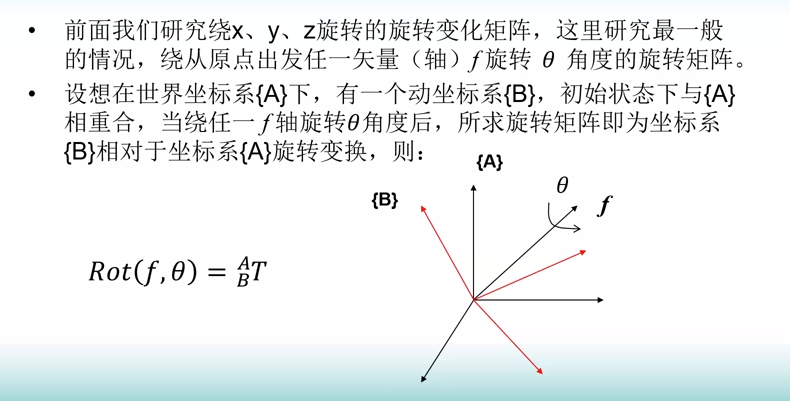 • 前面我们研究绕x、y、z旋转的旋转变化矩阵，这里研究最一般
的情况，绕从原点出发任一矢量（轴）f旋转 θ 角度的旋转矩阵。
• 设想在世界坐标系{A}下，有一个动坐标系{B}，初始状态下与{A}
相重合，当绕任一f轴旋转θ角度后，所求旋转矩阵即为坐标系
{B}相对于坐标系{A}旋转变换，则：
{A}
θ
{B}
f
Rot(f,θ) = ᴬ_BT